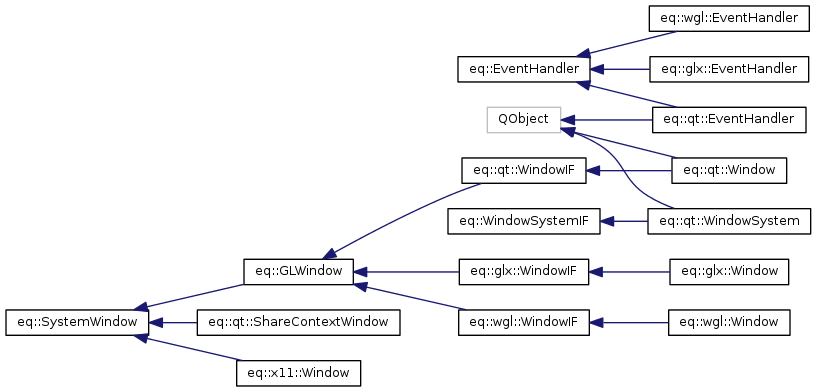 eq::wgl::EventHandler
eq::EventHandler
eq::glx::EventHandler
QObject
eq::qt::EventHandler
eq::qt::WindowIF
eq::qt::Window
eq::WindowSystemIF
eq::qt::WindowSystem
eq::GLWindow
eq::glx::WindowIF
eq::glx::Window
eq::SystemWindow
eq::qt::ShareContextWindow
eq::wgl::WindowIF
eq::wgl::Window
eq::x11::Window